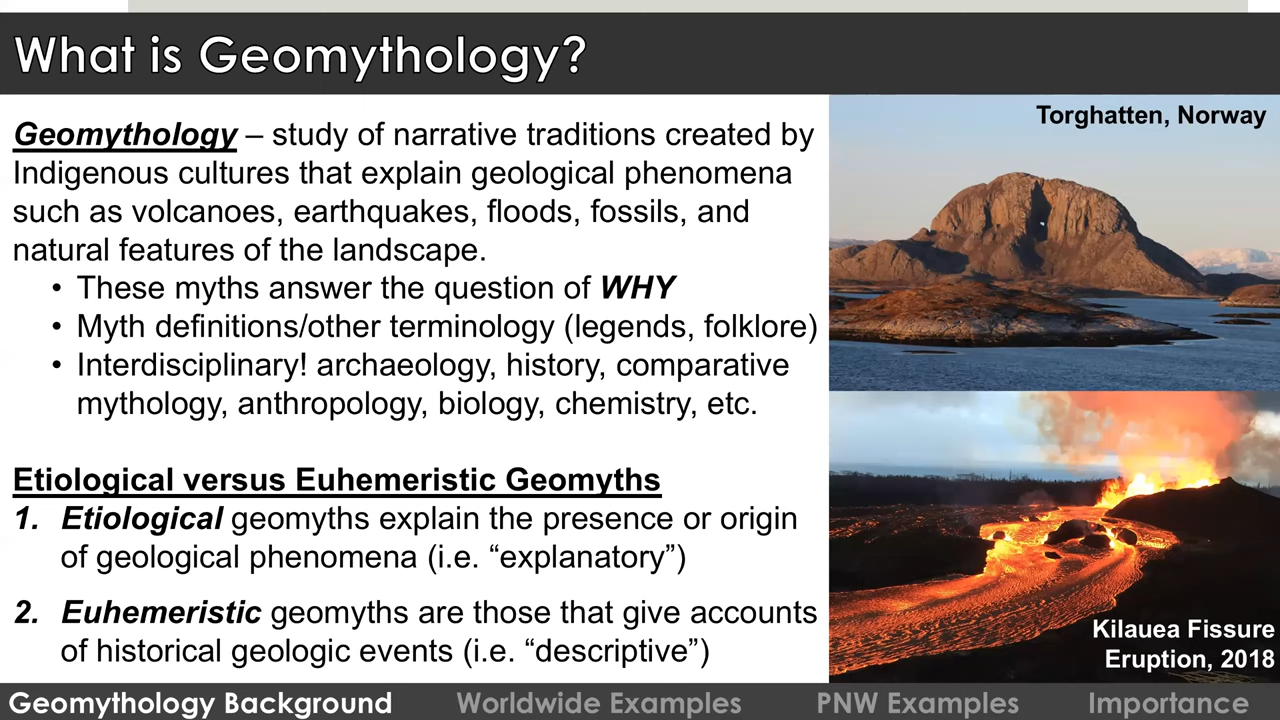 What is Geomythology?
Geomythology – study of narrative traditions created by
Indigenous cultures that explain geological phenomena
such as volcanoes, earthquakes, floods, fossils, and
natural features of the landscape.
• These myths answer the question of WHY
• Myth definitions/other terminology (legends, folklore)
• Interdisciplinary! archaeology, history, comparative
mythology, anthropology, biology, chemistry, etc.
Etiological versus Euhemeristic Geomyths
1. Etiological geomyths explain the presence or origin
of geological phenomena (i.e. “explanatory”)
2. Euhemeristic geomyths are those that give accounts
of historical geologic events (i.e. “descriptive”)
Torghatten, Norway
Kilauea Fissure
Eruption, 2018
Geomythology Background Worldwide Examples PNW Examples Importance